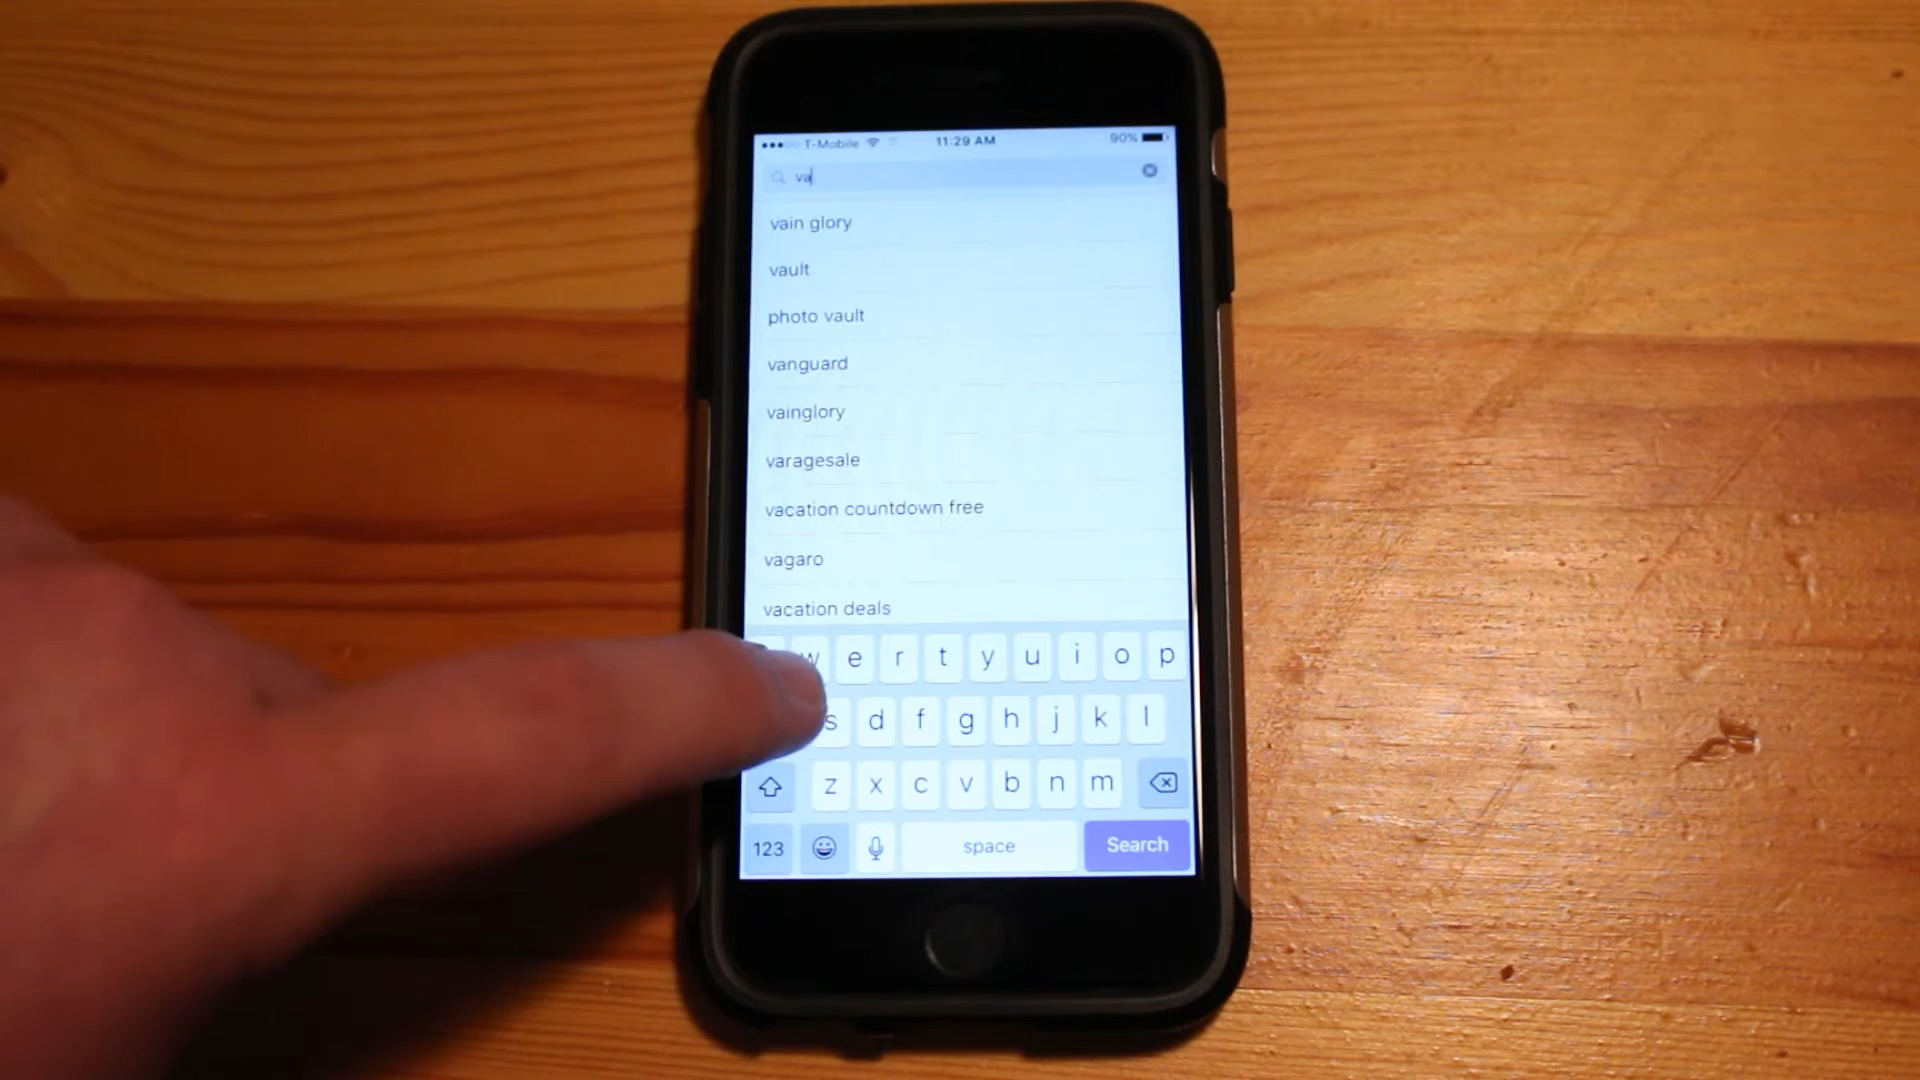 T-Mobile 11:29 AM 90%
va
vain glory
vault
photo vault
vanguard
vainglory
varagesale
vacation countdown free
vagaro
vacation deals
w e r t y u i o p
s d f g h j k l
z x c v b n m
123 space Search